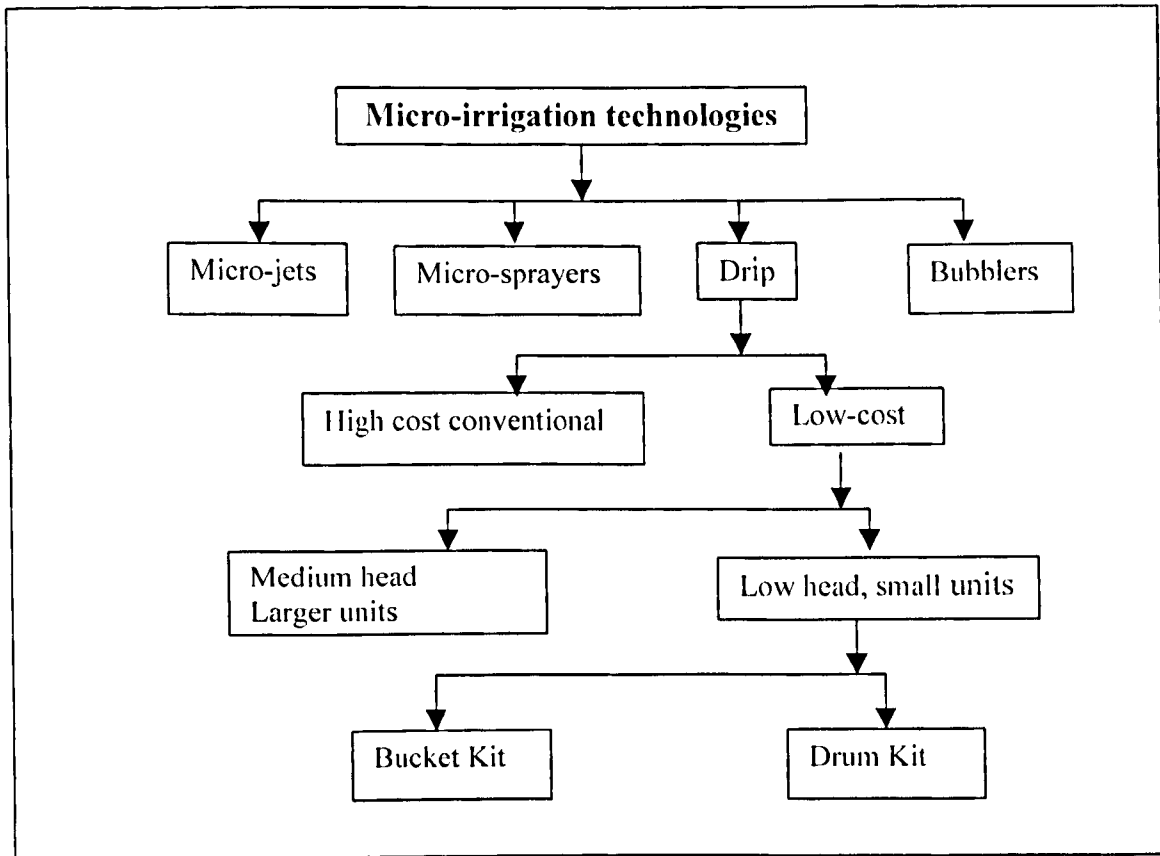 Micro-irrigation technologies
Micro-jets
Micro-sprayers
Drip
Bubblers
High cost conventional
Low-cost
Medium head
Larger units
Low head, small units
Bucket Kit
Drum Kit